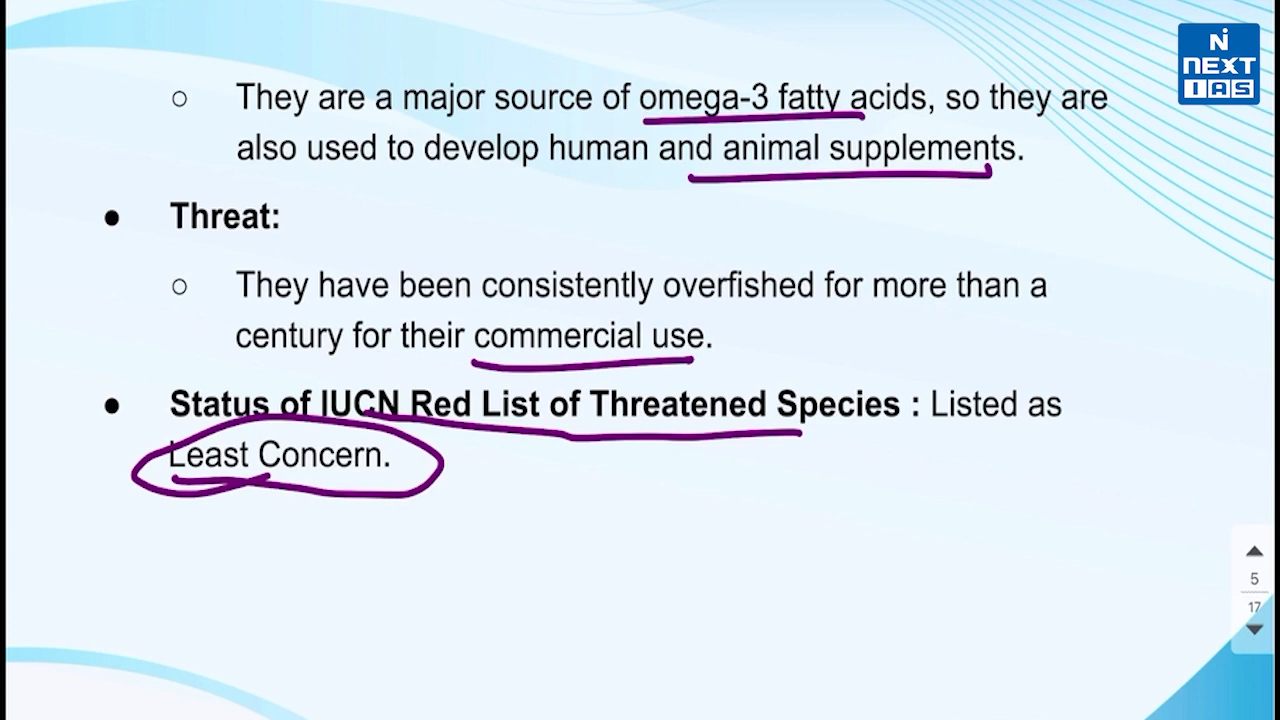 Ni
NEXT
IAS
○ They are a major source of omega-3 fatty acids, so they are
also used to develop human and animal supplements.
● Threat:
○ They have been consistently overfished for more than a
century for their commercial use.
● Status of IUCN Red List of Threatened Species : Listed as
Least Concern.
5
17